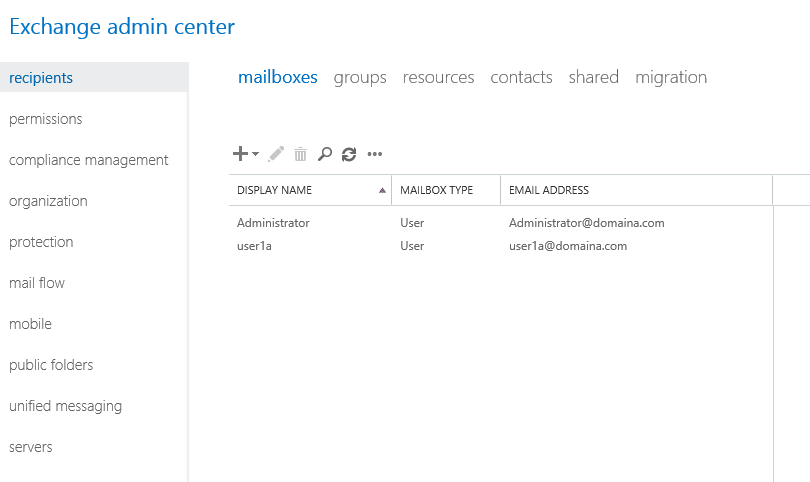 Exchange admin center
recipients
permissions
compliance management
organization
protection
mail flow
mobile
public folders
unified messaging
servers
mailboxes groups resources contacts shared migration
DISPLAY NAME MAILBOX TYPE EMAIL ADDRESS
Administrator User Administrator@domaina.com
user1a User user1a@domaina.com